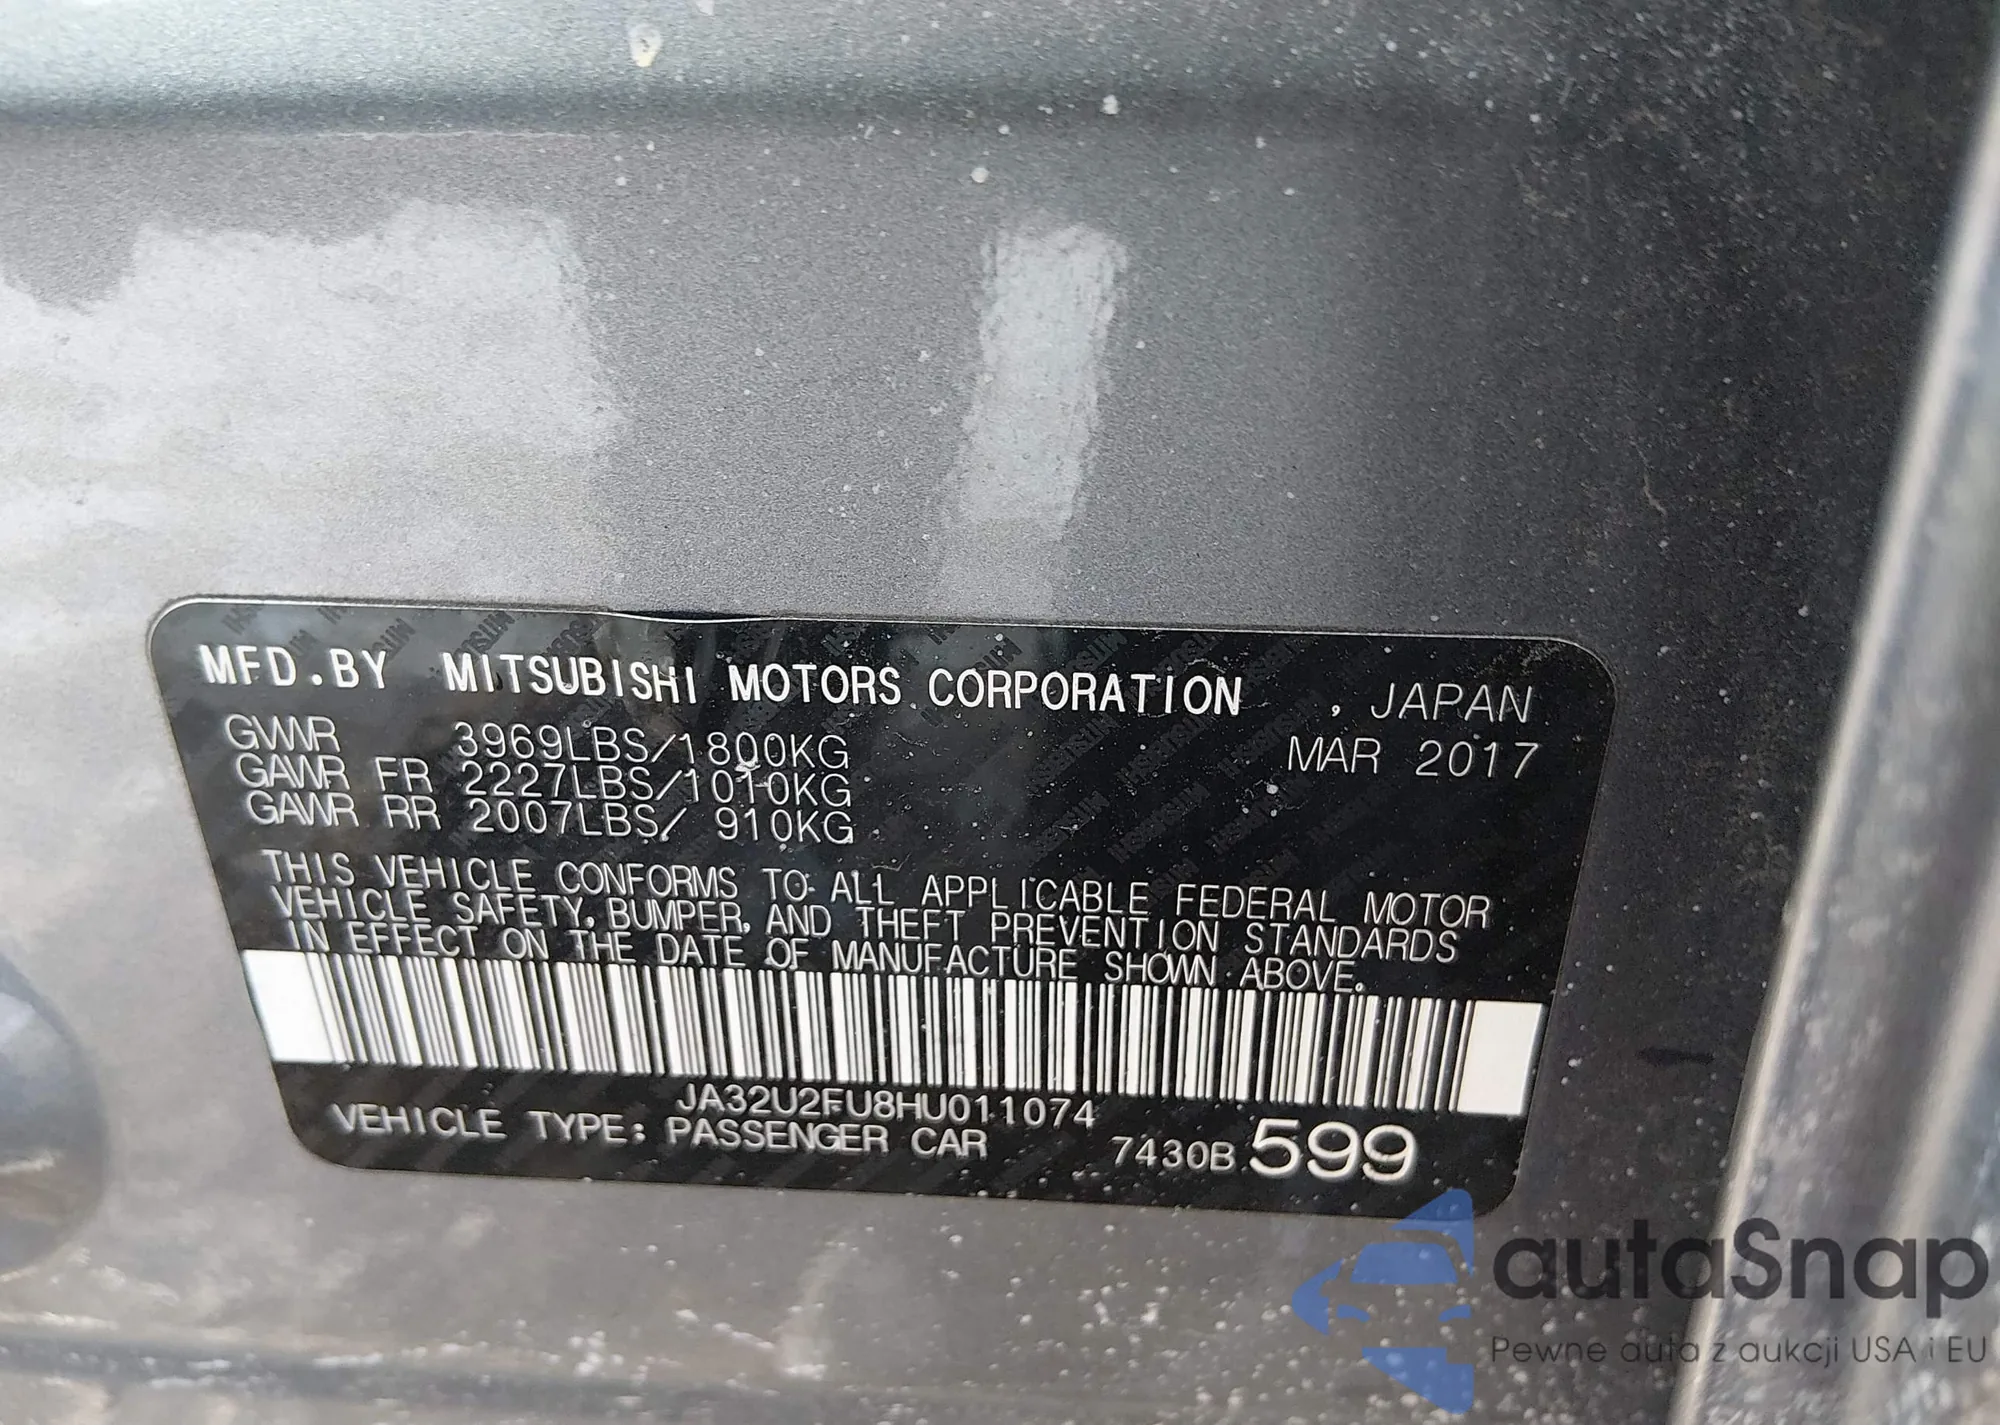 MFD.BY MITSUBISHI MOTORS CORPORATION , JAPAN
GVWR 3969LBS/1800KG MAR 2017
GAWR FR 2227LBS/1010KG
GAWR RR 2007LBS/ 910KG
THIS VEHICLE CONFORMS TO ALL APPLICABLE FEDERAL MOTOR
VEHICLE SAFETY, BUMPER, AND THEFT PREVENTION STANDARDS
IN EFFECT ON THE DATE OF MANUFACTURE SHOWN ABOVE.
JA32U2FU8HU011074
VEHICLE TYPE: PASSENGER CAR 7430B 599
autaSnap
Pewne auta z aukcji USA i EU